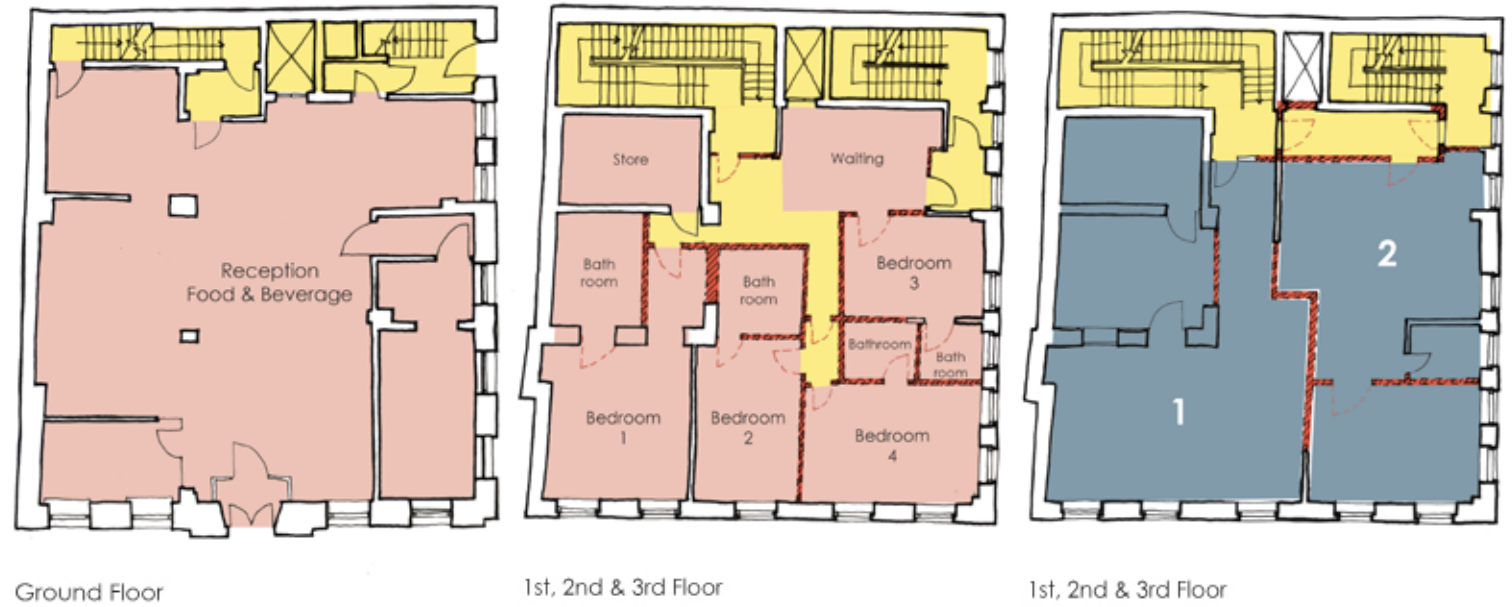 Reception
Food & Beverage
Ground Floor
Store
Waiting
Bath
room
Bath
room
Bedroom
3
Bathroom
Bath
room
Bedroom
1
Bedroom
2
Bedroom
4
1st, 2nd & 3rd Floor
2
1
1st, 2nd & 3rd Floor